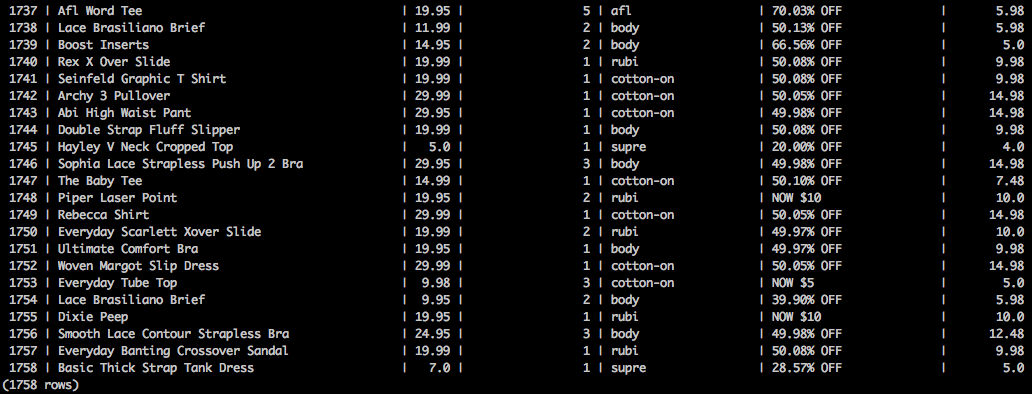 1737 | Afl Word Tee | 19.95 | 5 | afl | 70.03% OFF | 5.98
1738 | Lace Brasiliano Brief | 11.99 | 2 | body | 50.13% OFF | 5.98
1739 | Boost Inserts | 14.95 | 2 | body | 66.56% OFF | 5.0
1740 | Rex X Over Slide | 19.99 | 1 | rubi | 50.08% OFF | 9.98
1741 | Seinfeld Graphic T Shirt | 19.99 | 1 | cotton-on | 50.08% OFF | 9.98
1742 | Archy 3 Pullover | 29.99 | 1 | cotton-on | 50.05% OFF | 14.98
1743 | Abi High Waist Pant | 29.95 | 1 | cotton-on | 49.98% OFF | 14.98
1744 | Double Strap Fluff Slipper | 19.99 | 1 | body | 50.08% OFF | 9.98
1745 | Hayley V Neck Cropped Top | 5.0 | 1 | supre | 20.00% OFF | 4.0
1746 | Sophia Lace Strapless Push Up 2 Bra | 29.95 | 3 | body | 49.98% OFF | 14.98
1747 | The Baby Tee | 14.99 | 1 | cotton-on | 50.10% OFF | 7.48
1748 | Piper Laser Point | 19.95 | 2 | rubi | NOW $10 | 10.0
1749 | Rebecca Shirt | 29.99 | 1 | cotton-on | 50.05% OFF | 14.98
1750 | Everyday Scarlett Xover Slide | 19.99 | 2 | rubi | 49.97% OFF | 10.0
1751 | Ultimate Comfort Bra | 19.95 | 1 | body | 49.97% OFF | 9.98
1752 | Woven Margot Slip Dress | 29.99 | 1 | cotton-on | 50.05% OFF | 14.98
1753 | Everyday Tube Top | 9.98 | 3 | cotton-on | NOW $5 | 5.0
1754 | Lace Brasiliano Brief | 9.95 | 2 | body | 39.90% OFF | 5.98
1755 | Dixie Peep | 19.95 | 1 | rubi | NOW $10 | 10.0
1756 | Smooth Lace Contour Strapless Bra | 24.95 | 3 | body | 49.98% OFF | 12.48
1757 | Everyday Banting Crossover Sandal | 19.99 | 1 | rubi | 50.08% OFF | 9.98
1758 | Basic Thick Strap Tank Dress | 7.0 | 1 | supre | 28.57% OFF | 5.0
(1758 rows)